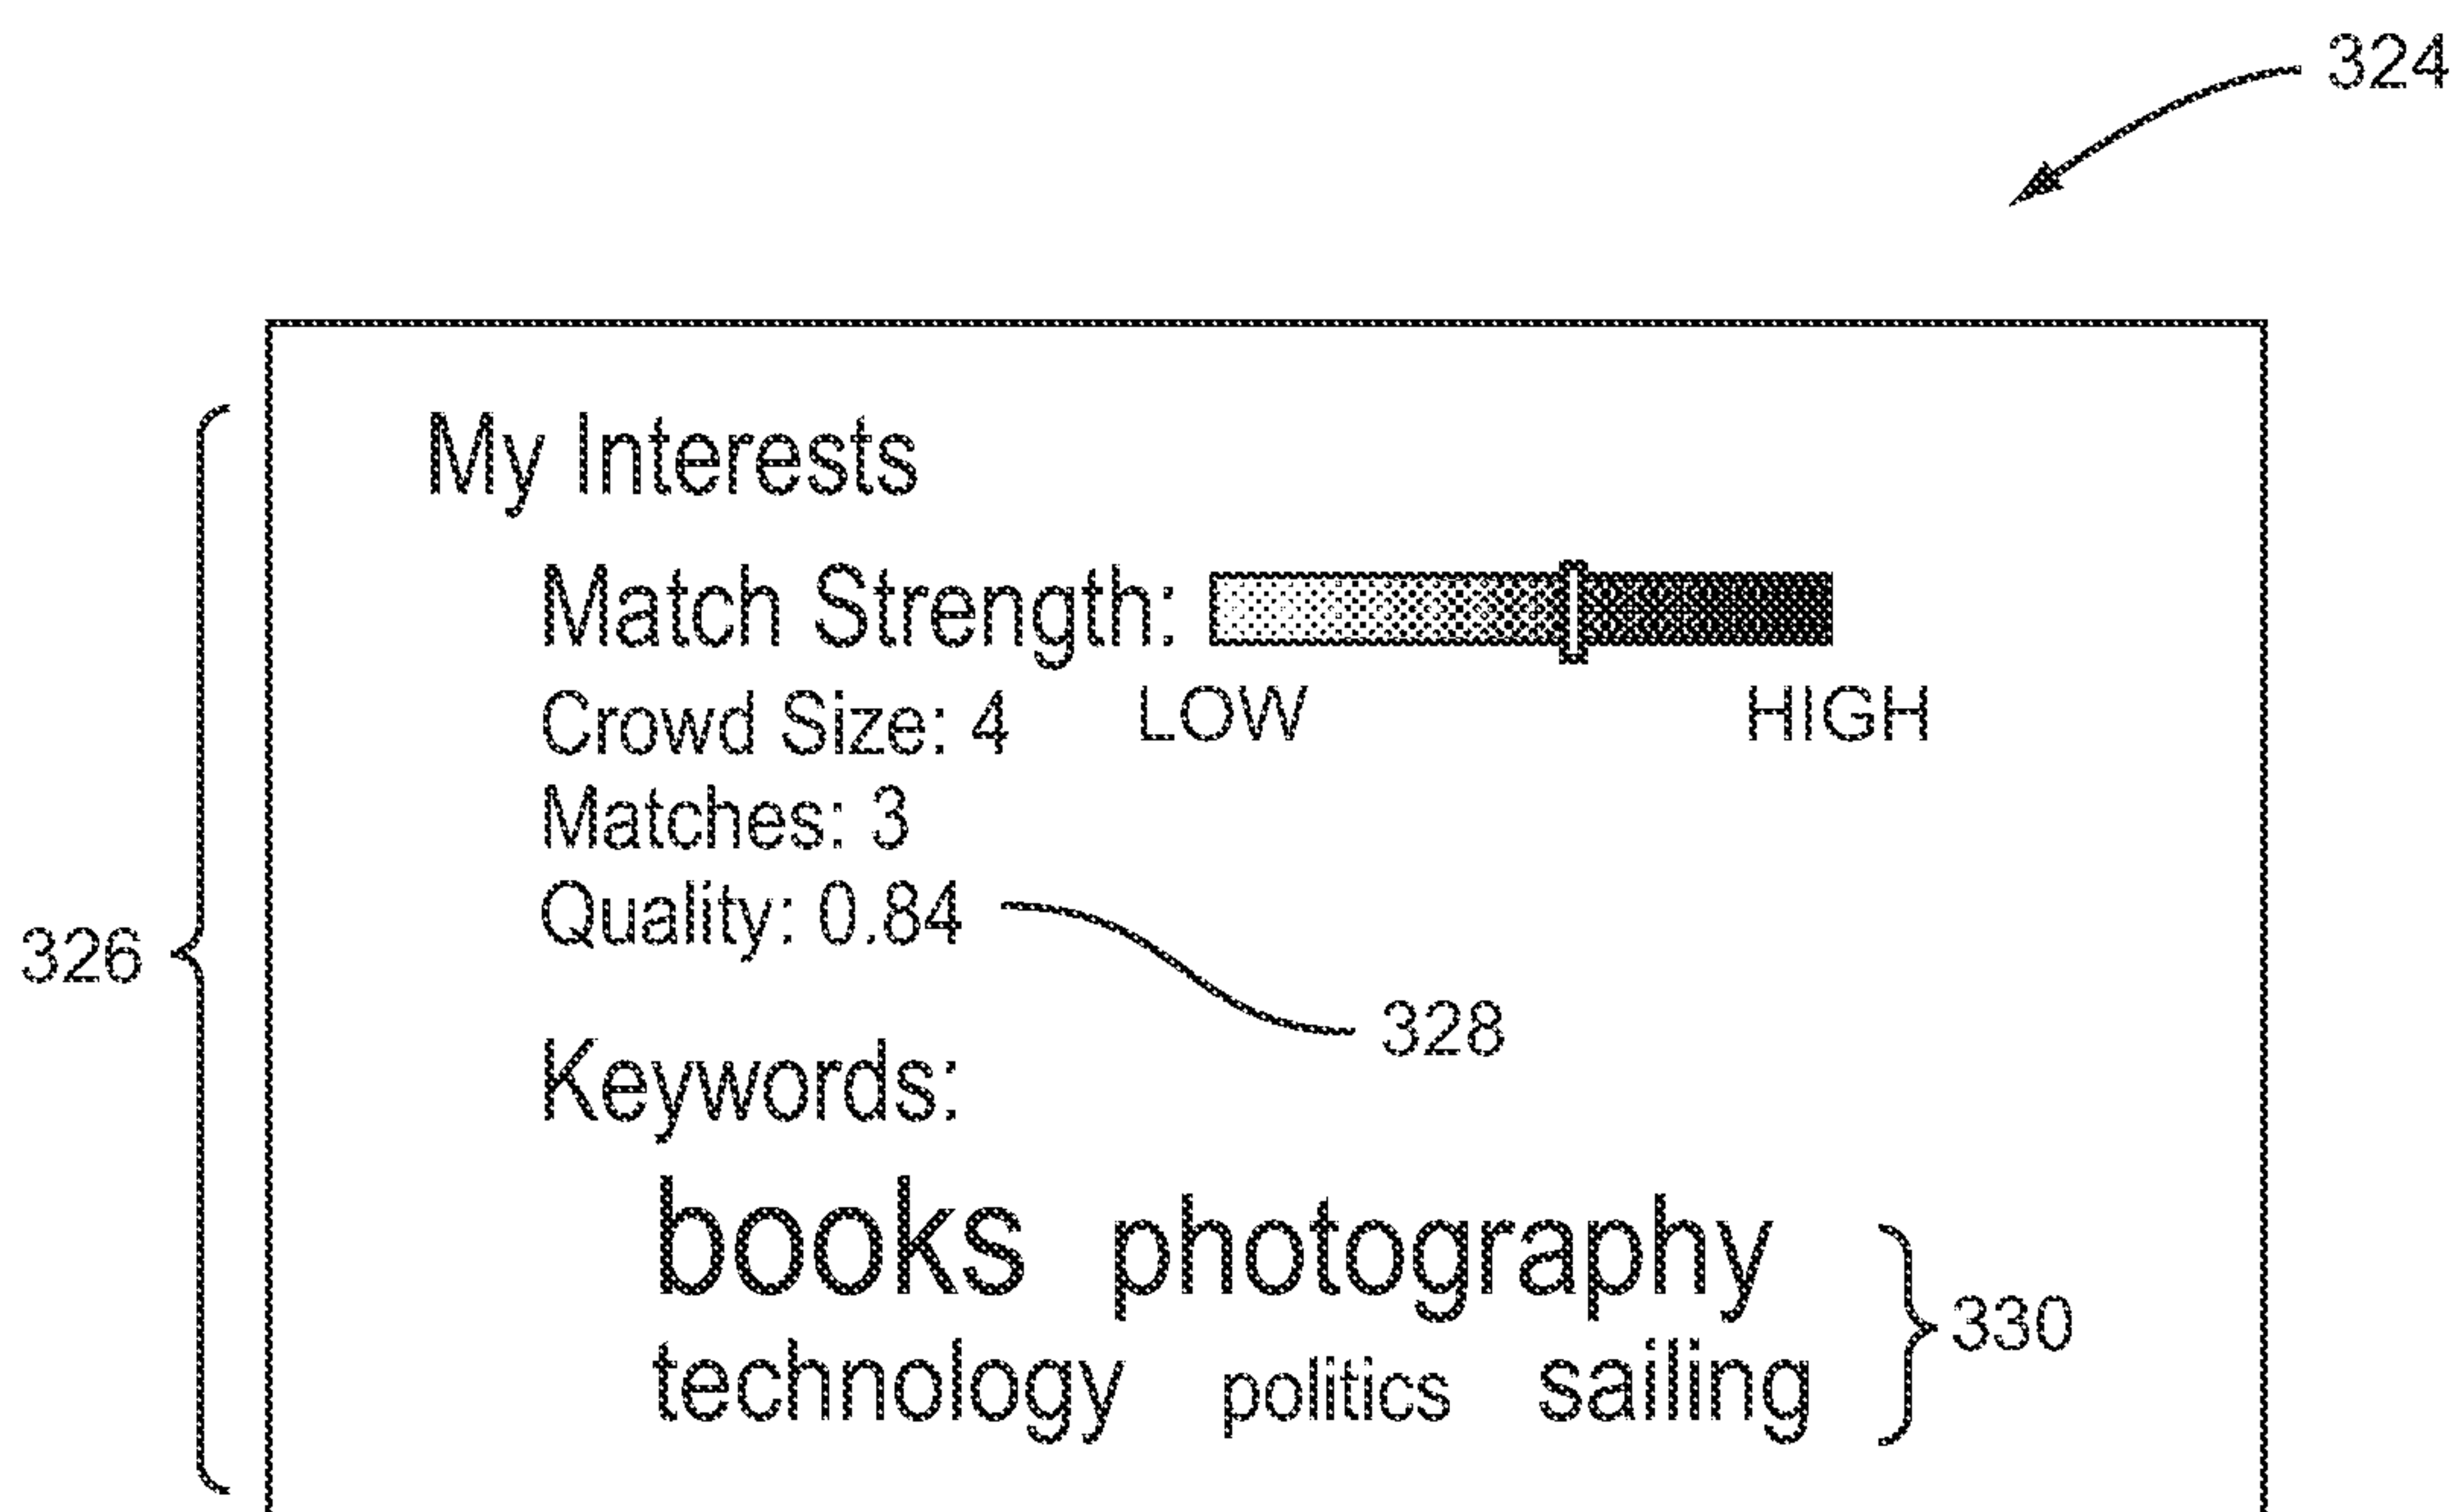 324
My Interests
Match Strength:
Crowd Size: 4 LOW HIGH
Matches: 3
Quality: 0.84
326
328
Keywords:
books photography
330
technology politics sailing